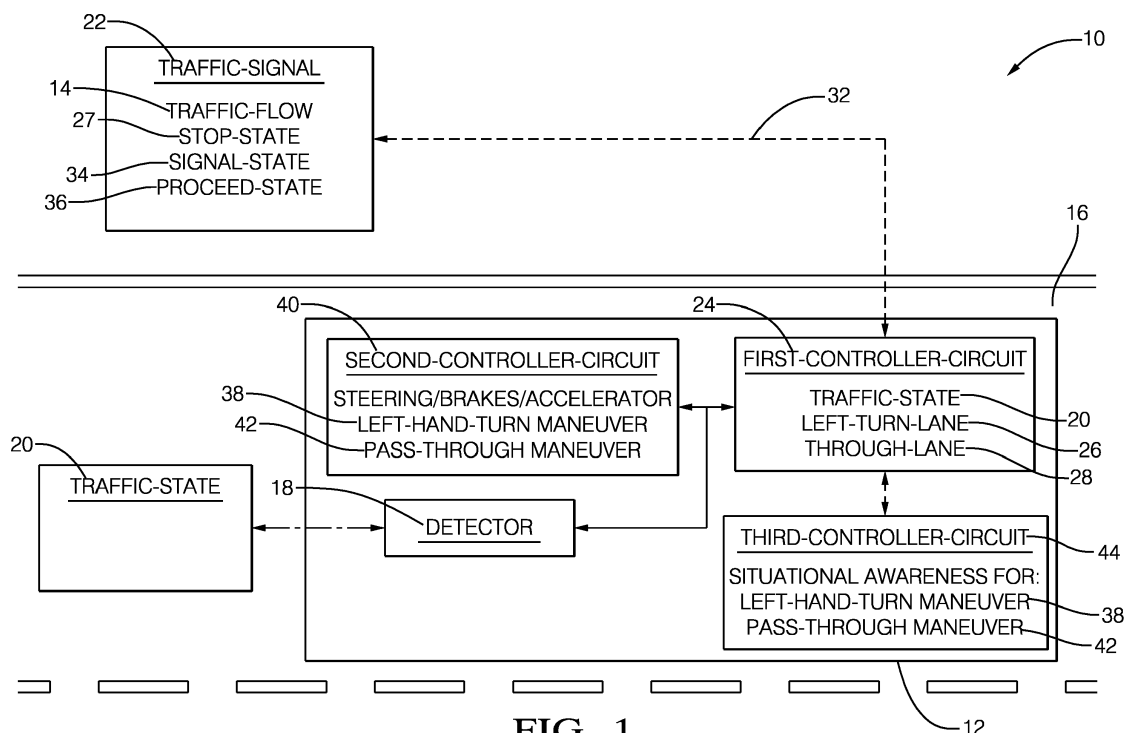 22
10
TRAFFIC-SIGNAL
14
TRAFFIC-FLOW
32
27
STOP-STATE
34
SIGNAL-STATE
36
PROCEED-STATE
16
40
24
SECOND-CONTROLLER-CIRCUIT
FIRST-CONTROLLER-CIRCUIT
STEERING/BRAKES/ACCELERATOR
38
LEFT-HAND-TURN MANEUVER
42
PASS-THROUGH MANEUVER
TRAFFIC-STATE
20
LEFT-TURN-LANE
26
THROUGH-LANE
28
20
TRAFFIC-STATE
18
DETECTOR
THIRD-CONTROLLER-CIRCUIT
44
SITUATIONAL AWARENESS FOR:
LEFT-HAND-TURN MANEUVER
38
PASS-THROUGH MANEUVER
42
12
FIG. 1